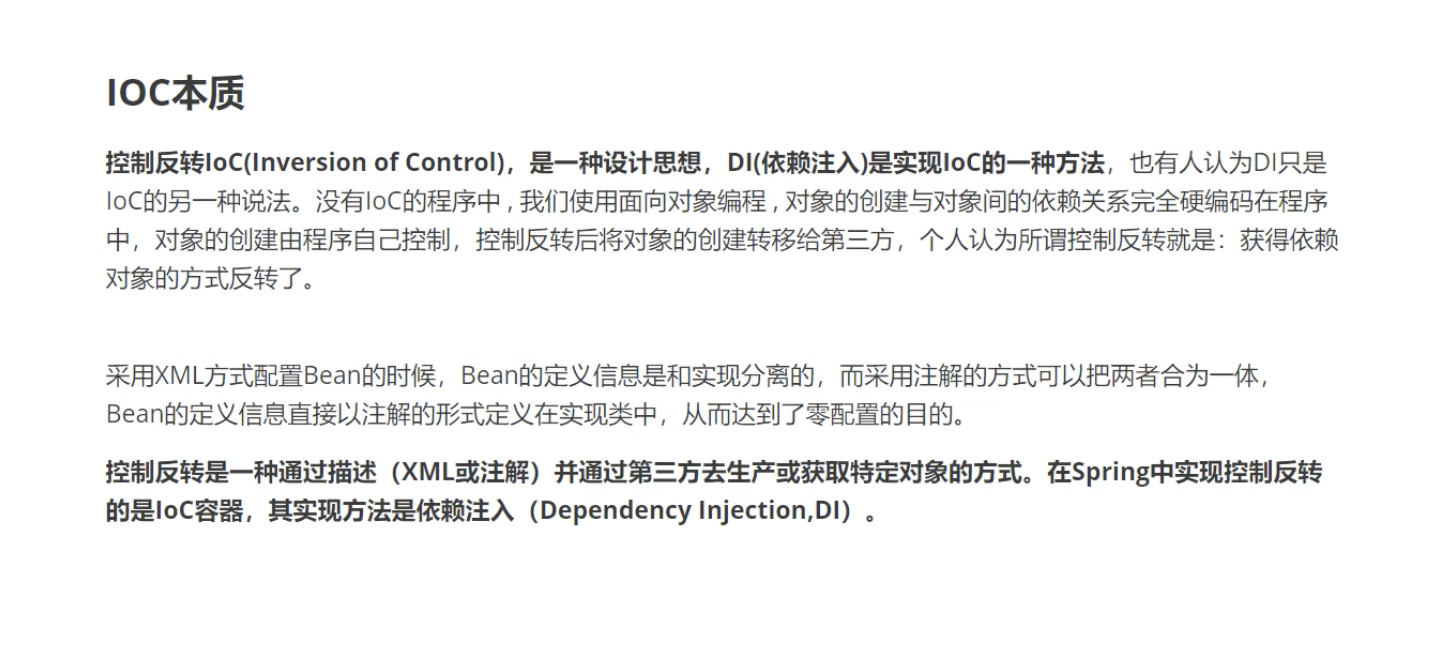 IOC本质
控制反转IoC(Inversion of Control)，是一种设计思想，DI(依赖注入)是实现IoC的一种方法，也有人认为DI只是
IoC的另一种说法。没有IoC的程序中 , 我们使用面向对象编程 , 对象的创建与对象间的依赖关系完全硬编码在程序
中，对象的创建由程序自己控制，控制反转后将对象的创建转移给第三方，个人认为所谓控制反转就是：获得依赖
对象的方式反转了。
采用XML方式配置Bean的时候，Bean的定义信息是和实现分离的，而采用注解的方式可以把两者合为一体，
Bean的定义信息直接以注解的形式定义在实现类中，从而达到了零配置的目的。
控制反转是一种通过描述（XML或注解）并通过第三方去生产或获取特定对象的方式。在Spring中实现控制反转
的是IoC容器，其实现方法是依赖注入（Dependency Injection,DI）。